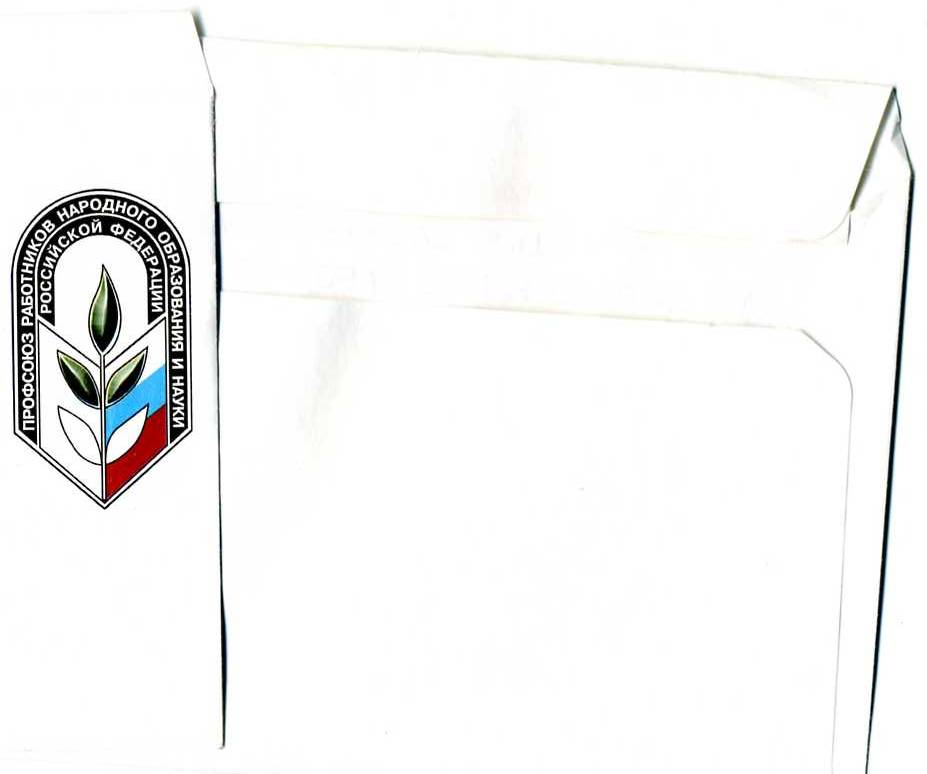 ПРОФСОЮЗ РАБОТНИКОВ НАРОДНОГО ОБРАЗОВАНИЯ И НАУКИ
РОССИЙСКОЙ ФЕДЕРАЦИИ